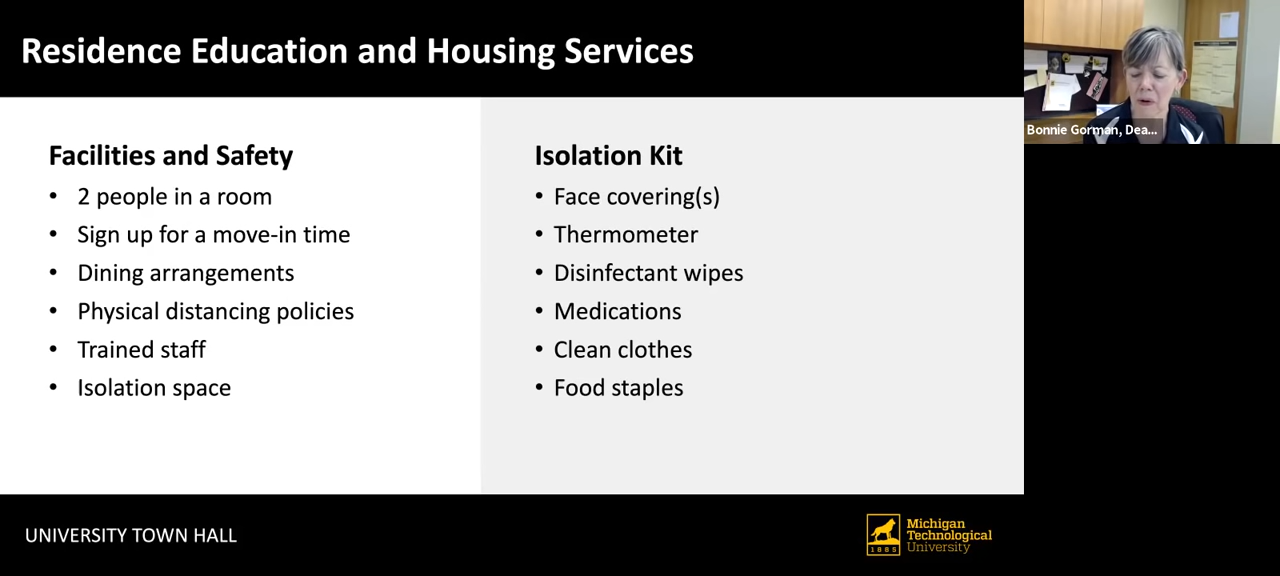 Residence Education and Housing Services
Bonnie Gorman, Dea...
Facilities and Safety
• 2 people in a room
• Sign up for a move-in time
• Dining arrangements
• Physical distancing policies
• Trained staff
• Isolation space
Isolation Kit
• Face covering(s)
• Thermometer
• Disinfectant wipes
• Medications
• Clean clothes
• Food staples
UNIVERSITY TOWN HALL
1885
Michigan
Technological
University